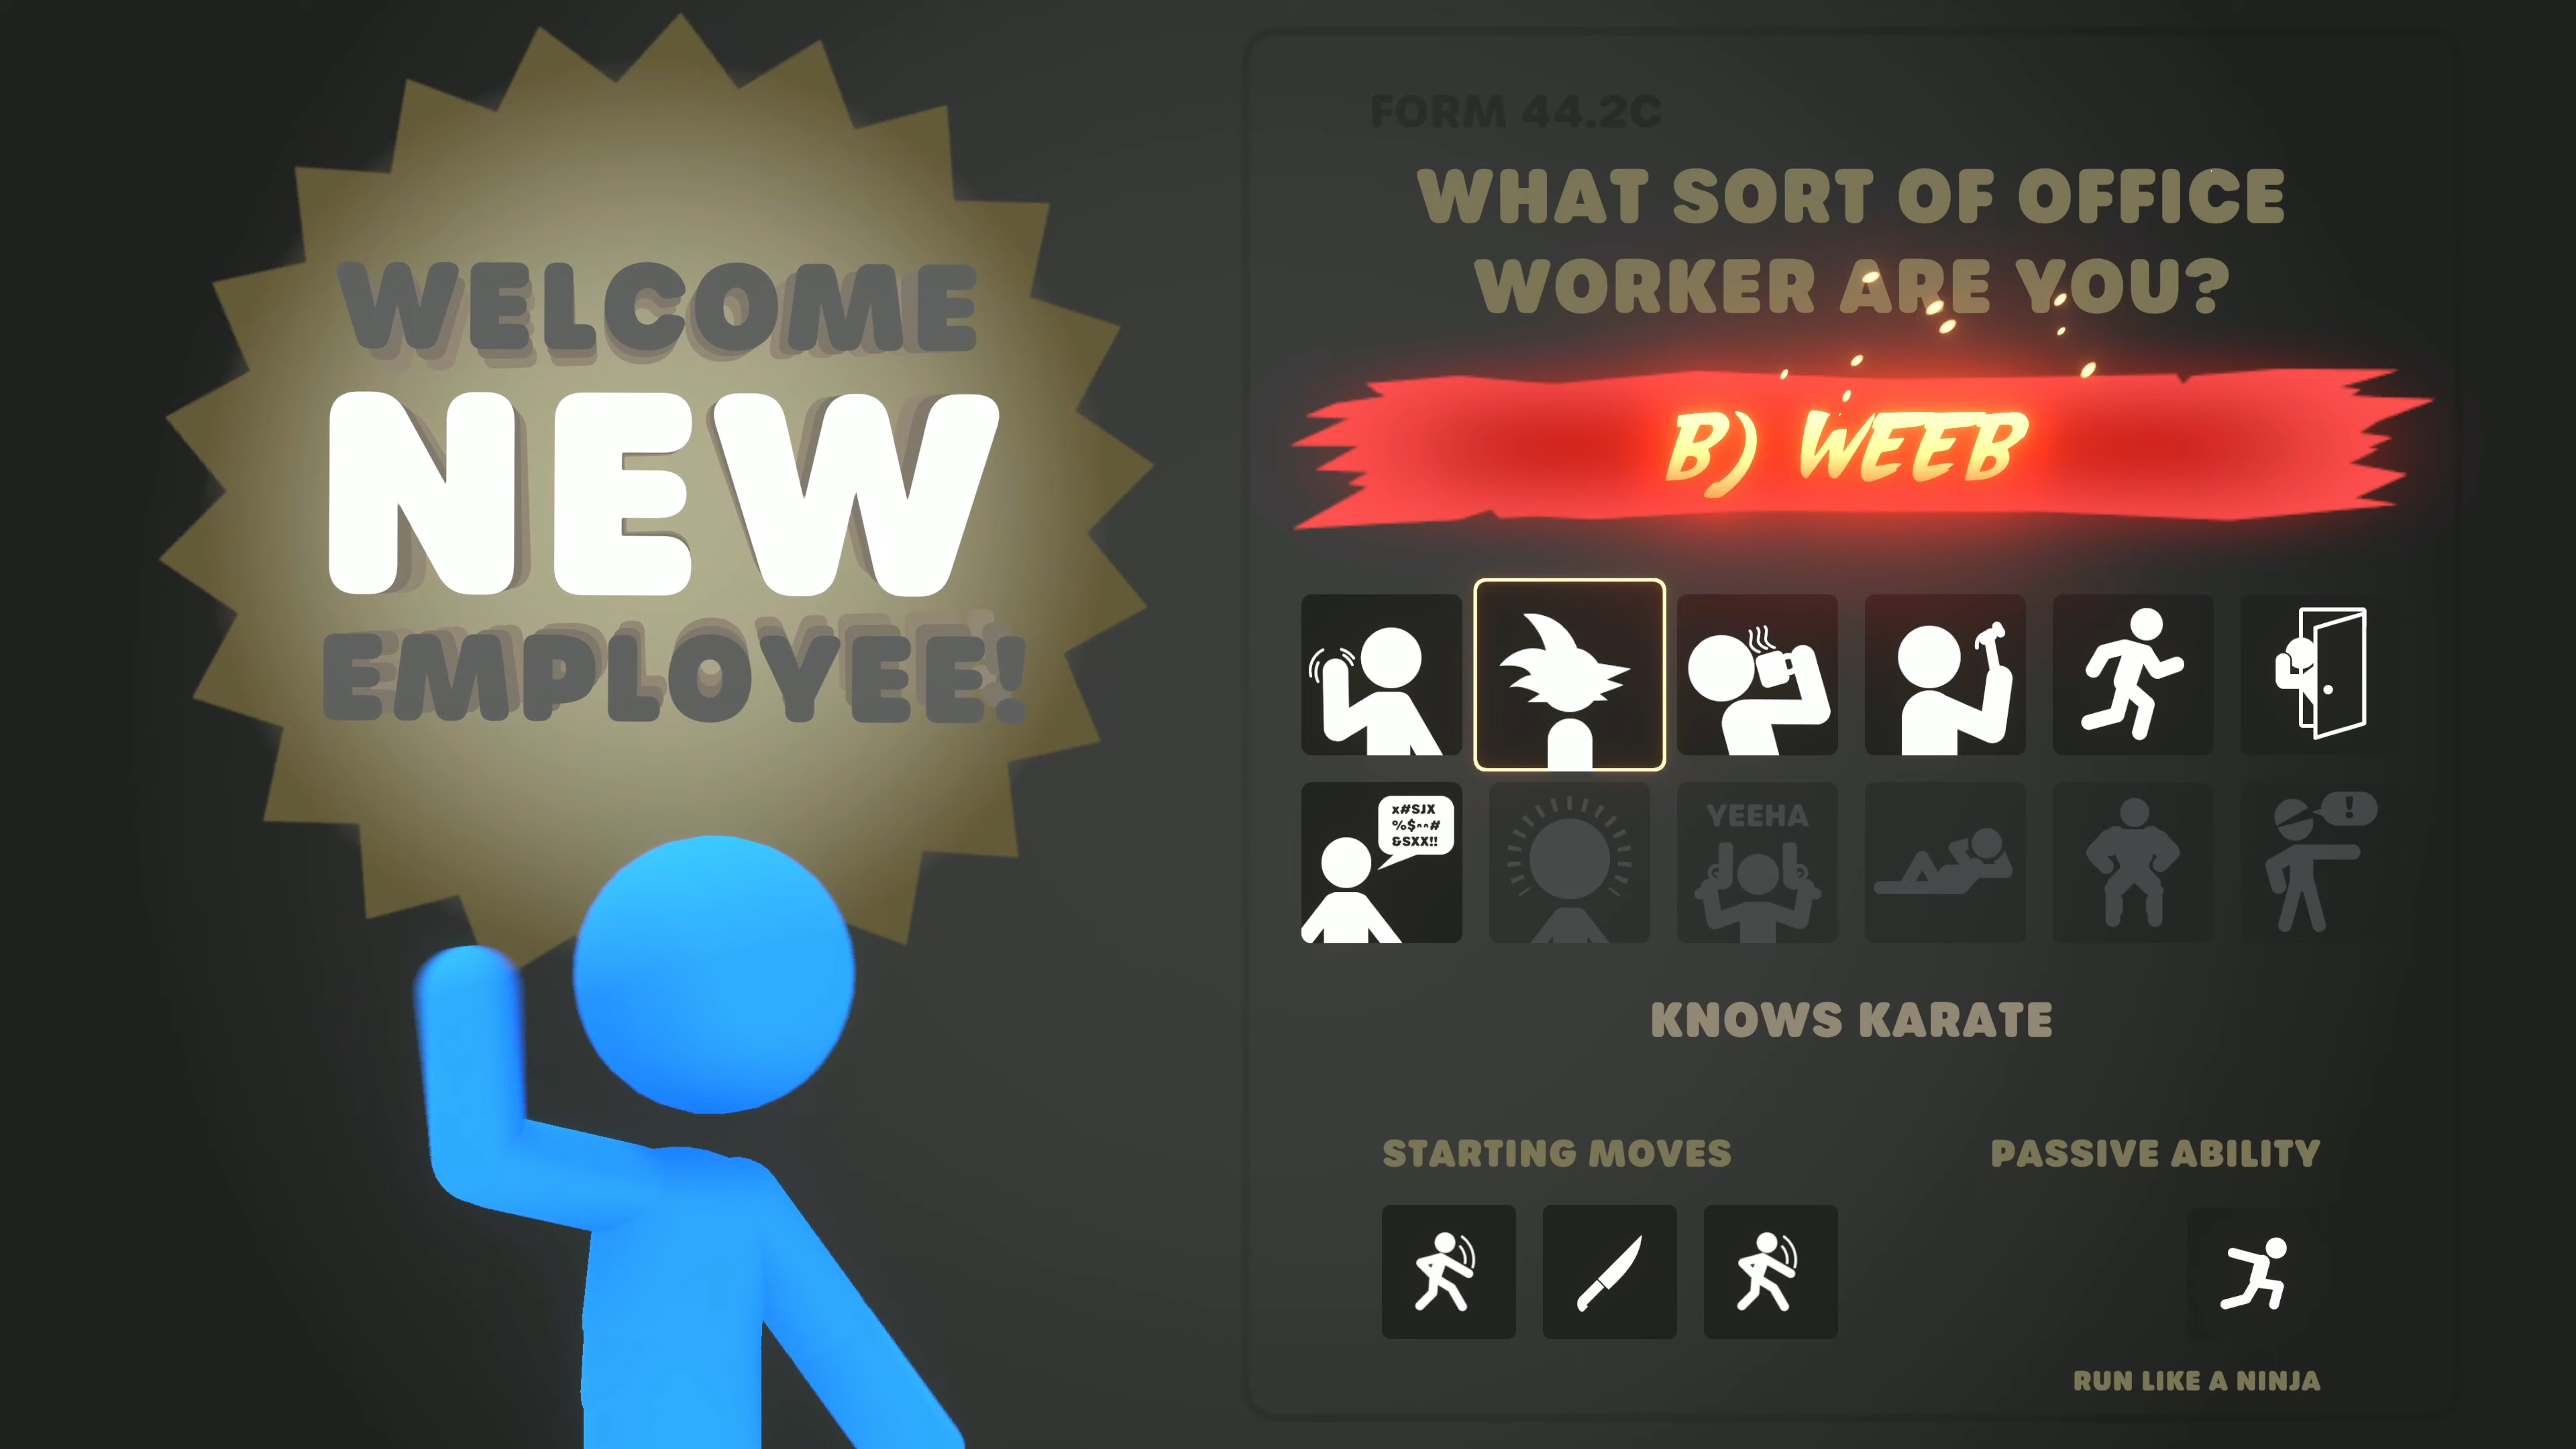 WELCOME
NEW
EMPLOYEE!
FORM 44.2C
WHAT SORT OF OFFICE
WORKER ARE YOU?
B) WEEB
x#SJX
%$^^#
&SXX!!
YEEHA
!
KNOWS KARATE
STARTING MOVES
PASSIVE ABILITY
RUN LIKE A NINJA